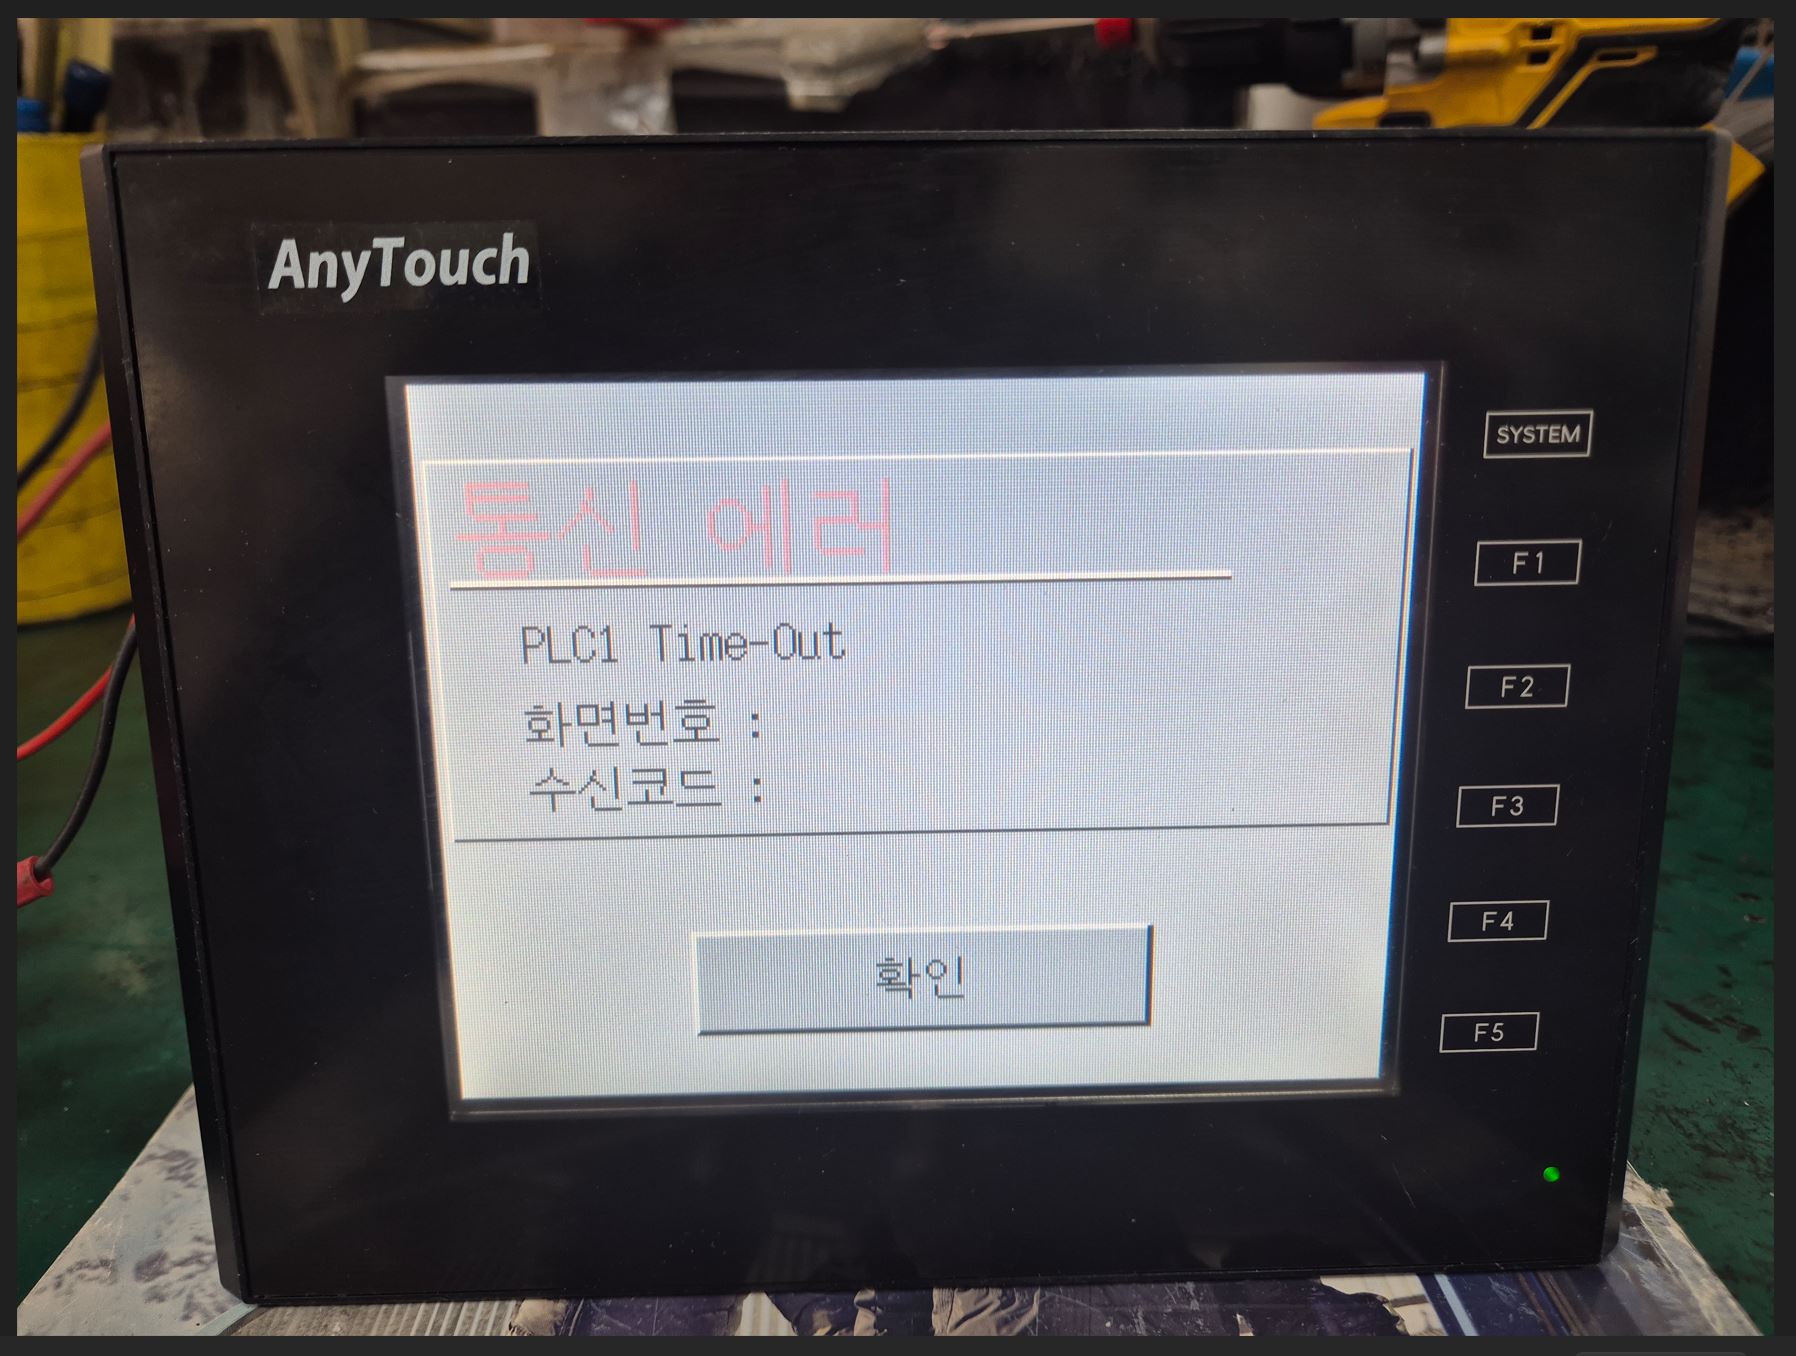 AnyTouch
SYSTEM
통신 에러
F1
PLC1 Time-Out
F2
화면번호 :
수신코드 :
F3
F4
확인
F5